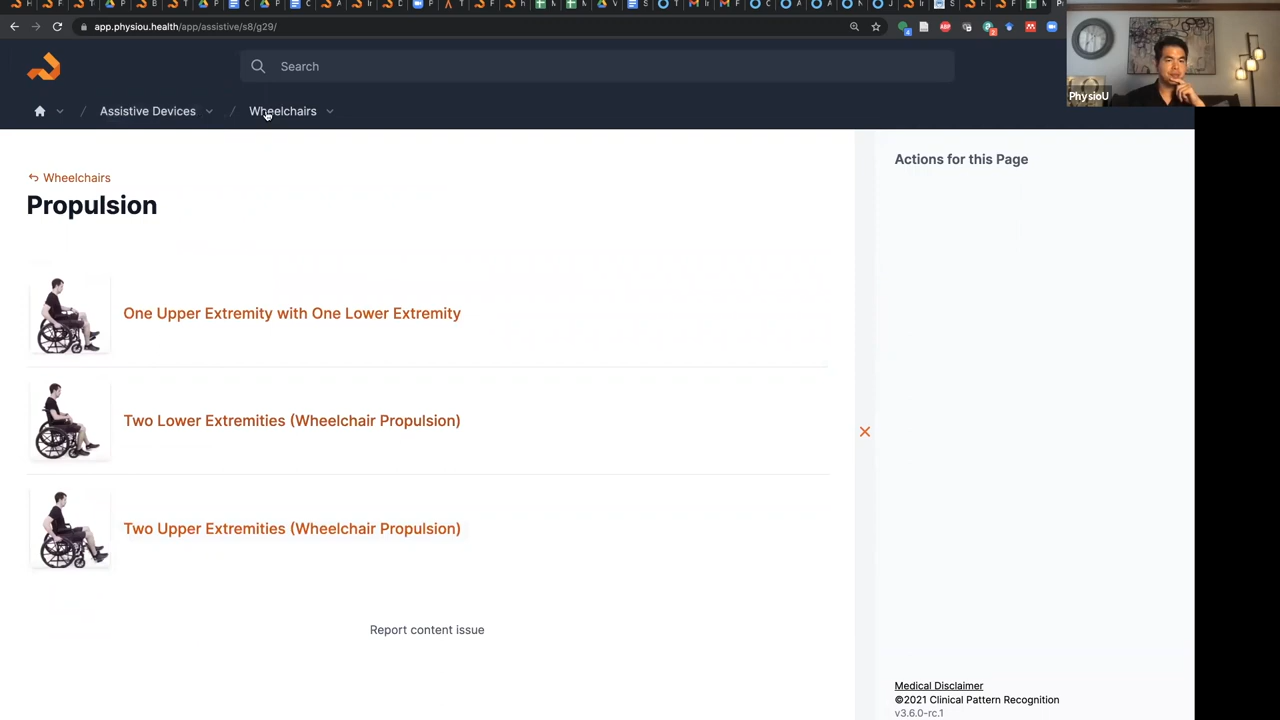 app.physiou.health/app/assistive/s8/g29/
Search
PhysioU
/ Assistive Devices / Wheelchairs
Wheelchairs
Propulsion
Actions for this Page
One Upper Extremity with One Lower Extremity
Two Lower Extremities (Wheelchair Propulsion)
Two Upper Extremities (Wheelchair Propulsion)
Report content issue
Medical Disclaimer
©2021 Clinical Pattern Recognition
v3.6.0-rc.1